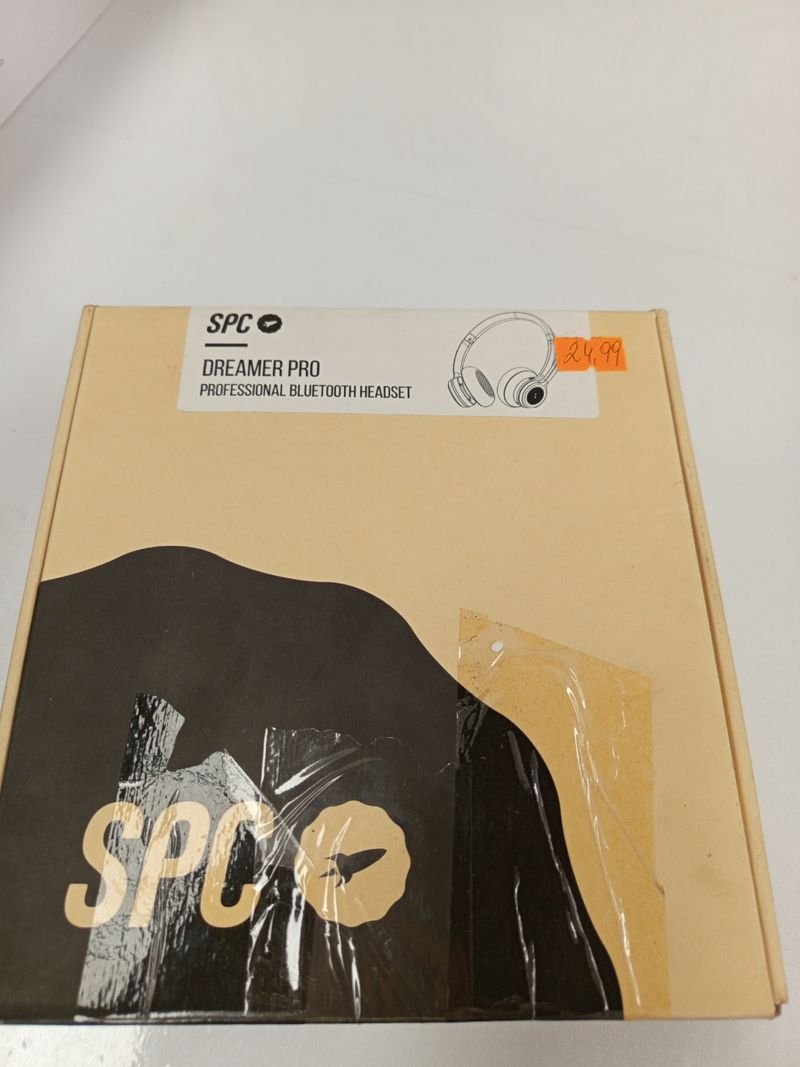 SPC
DREAMER PRO
PROFESSIONAL BLUETOOTH HEADSET
24,99
SPC